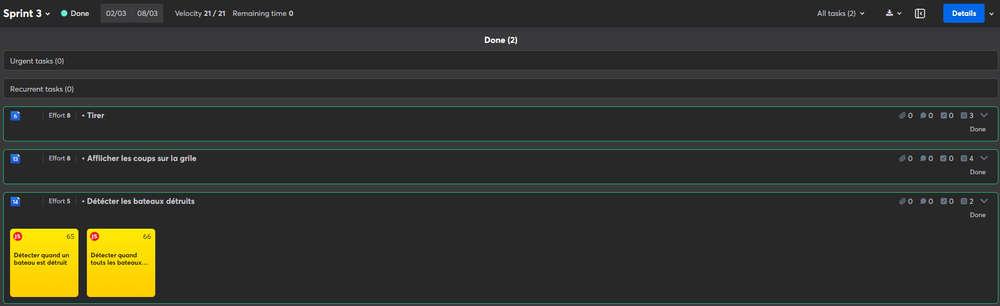 Sprint 3
Done
02/03
08/03
Velocity 21 / 21
Remaining time 0
All tasks (2)
Details
Done (2)
Urgent tasks (0)
Recurrent tasks (0)
6
Effort 8
• Tirer
0
0
0
3
Done
13
Effort 8
• Affiicher les coups sur la grile
0
0
0
4
Done
14
Effort 5
• Détécter les bateaux détruits
0
0
0
2
Done
JS
65
Détecter quand un
bateau est détruit
JS
66
Détecter quand
touts les bateaux...